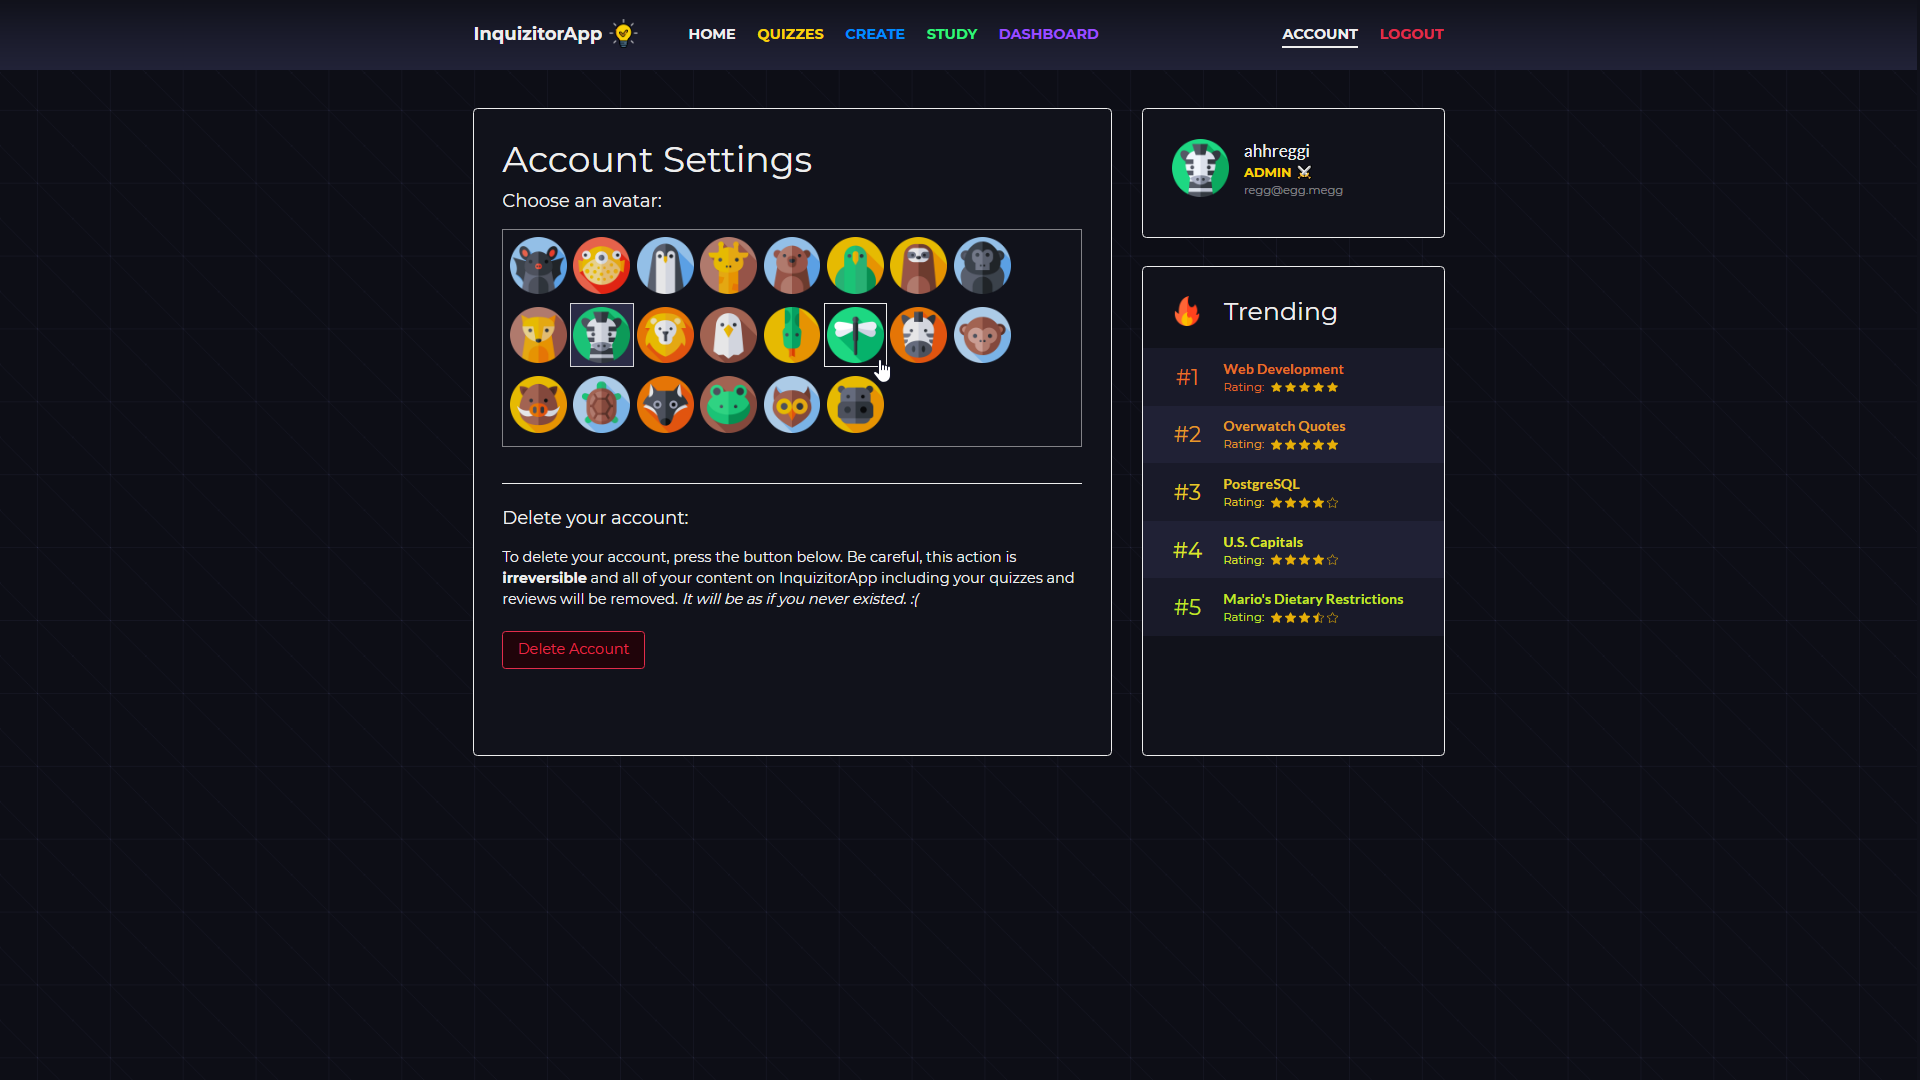 InquizitorApp
HOME QUIZZES CREATE STUDY DASHBOARD
ACCOUNT LOGOUT
Account Settings
Choose an avatar:
Delete your account:
To delete your account, press the button below. Be careful, this action is
irreversible and all of your content on InquizitorApp including your quizzes and
reviews will be removed. It will be as if you never existed. :(
Delete Account
ahhreggi
ADMIN
regg@egg.megg
Trending
#1 Web Development
Rating:
#2 Overwatch Quotes
Rating:
#3 PostgreSQL
Rating:
#4 U.S. Capitals
Rating:
#5 Mario's Dietary Restrictions
Rating: